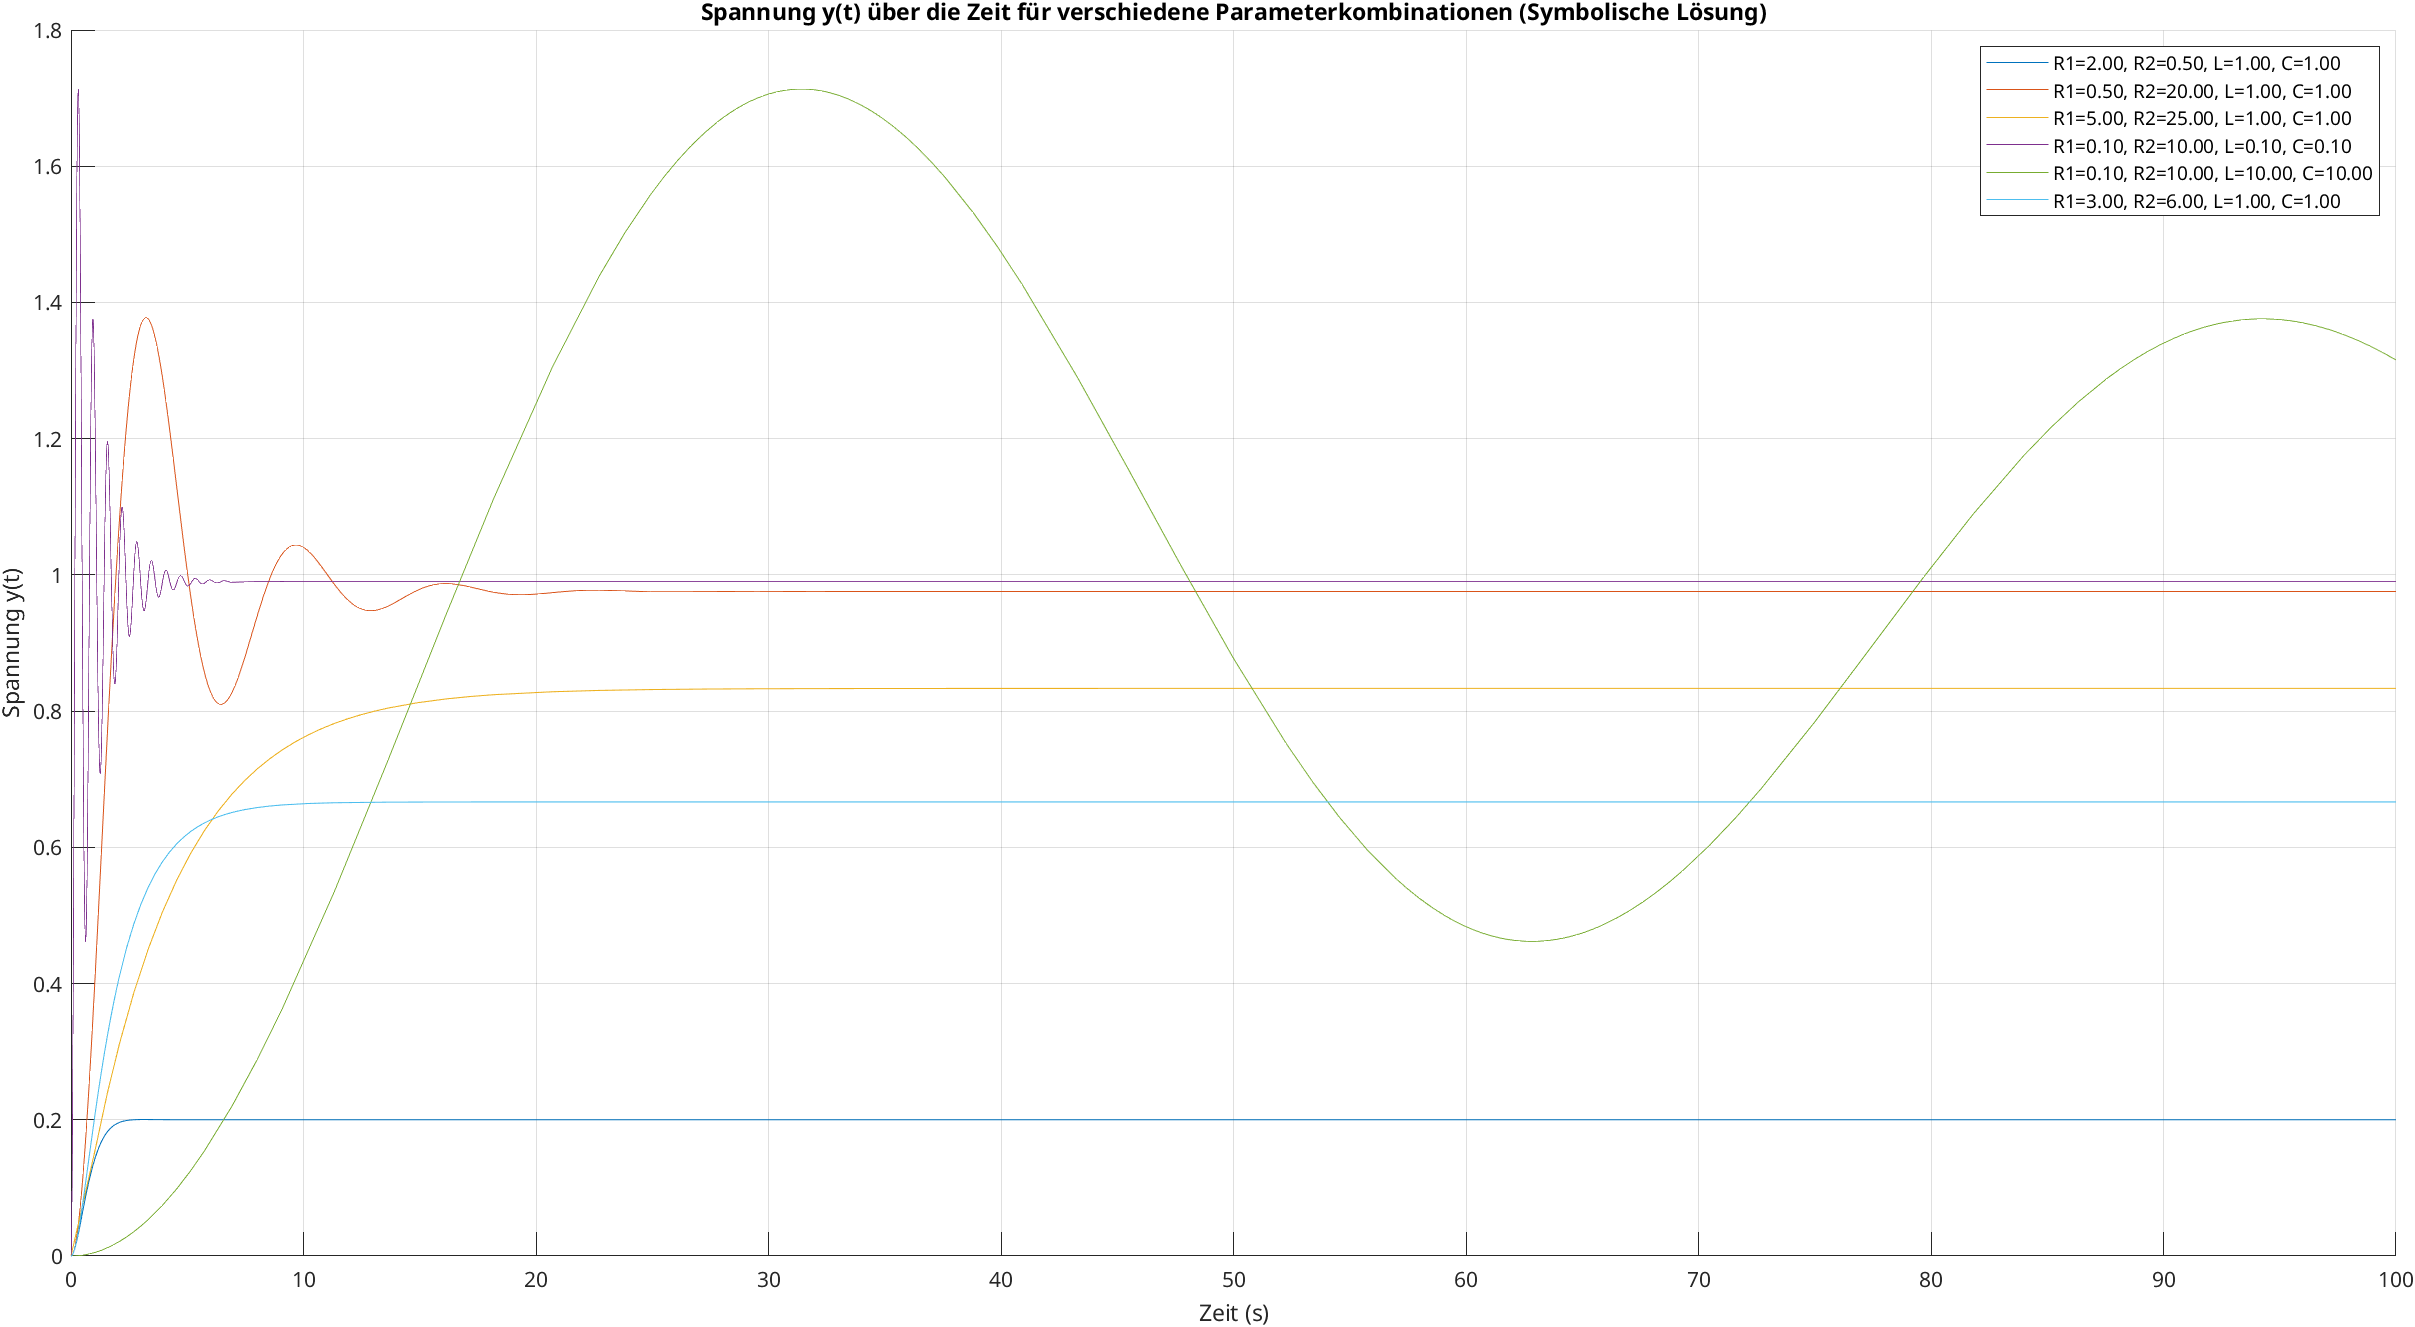 Spannung y(t) über die Zeit für verschiedene Parameterkombinationen (Symbolische Lösung)
R1=2.00, R2=0.50, L=1.00, C=1.00
R1=0.50, R2=20.00, L=1.00, C=1.00
R1=5.00, R2=25.00, L=1.00, C=1.00
R1=0.10, R2=10.00, L=0.10, C=0.10
R1=0.10, R2=10.00, L=10.00, C=10.00
R1=3.00, R2=6.00, L=1.00, C=1.00
Spannung y(t)
1.8
1.6
1.4
1.2
1
0.8
0.6
0.4
0.2
0
0 10 20 30 40 50 60 70 80 90 100
Zeit (s)